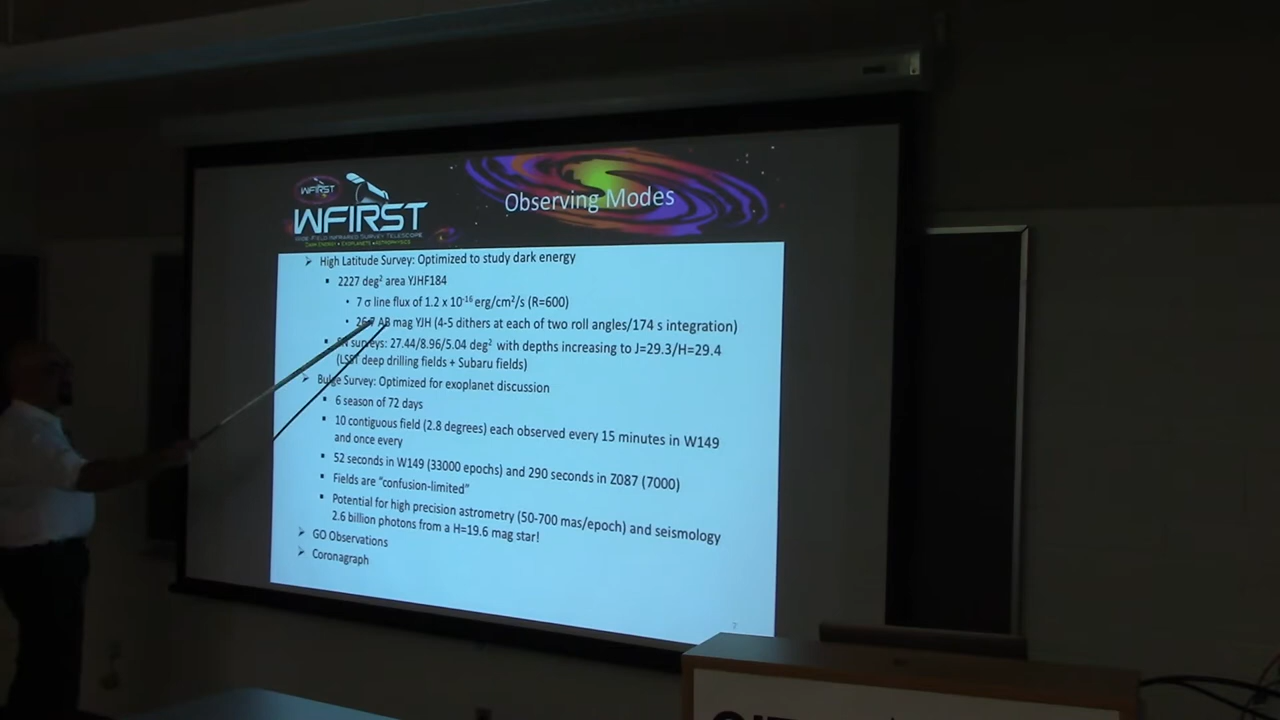 WFIRST
WFIRST
WIDE-FIELD INFRARED SURVEY TELESCOPE
DARK ENERGY • EXOPLANETS • ASTROPHYSICS
Observing Modes
High Latitude Survey: Optimized to study dark energy
2227 deg² area YJHF184
7 σ line flux of 1.2 x 10⁻¹⁶ erg/cm²/s (R=600)
26.7 AB mag YJH (4-5 dithers at each of two roll angles/174 s integration)
SN surveys: 27.44/8.96/5.04 deg² with depths increasing to J=29.3/H=29.4
(LSST deep drilling fields + Subaru fields)
Bulge Survey: Optimized for exoplanet discussion
6 season of 72 days
10 contiguous field (2.8 degrees) each observed every 15 minutes in W149
and once every
52 seconds in W149 (33000 epochs) and 290 seconds in Z087 (7000)
Fields are "confusion-limited"
Potential for high precision astrometry (50-700 mas/epoch) and seismology
2.6 billion photons from a H=19.6 mag star!
GO Observations
Coronagraph
7